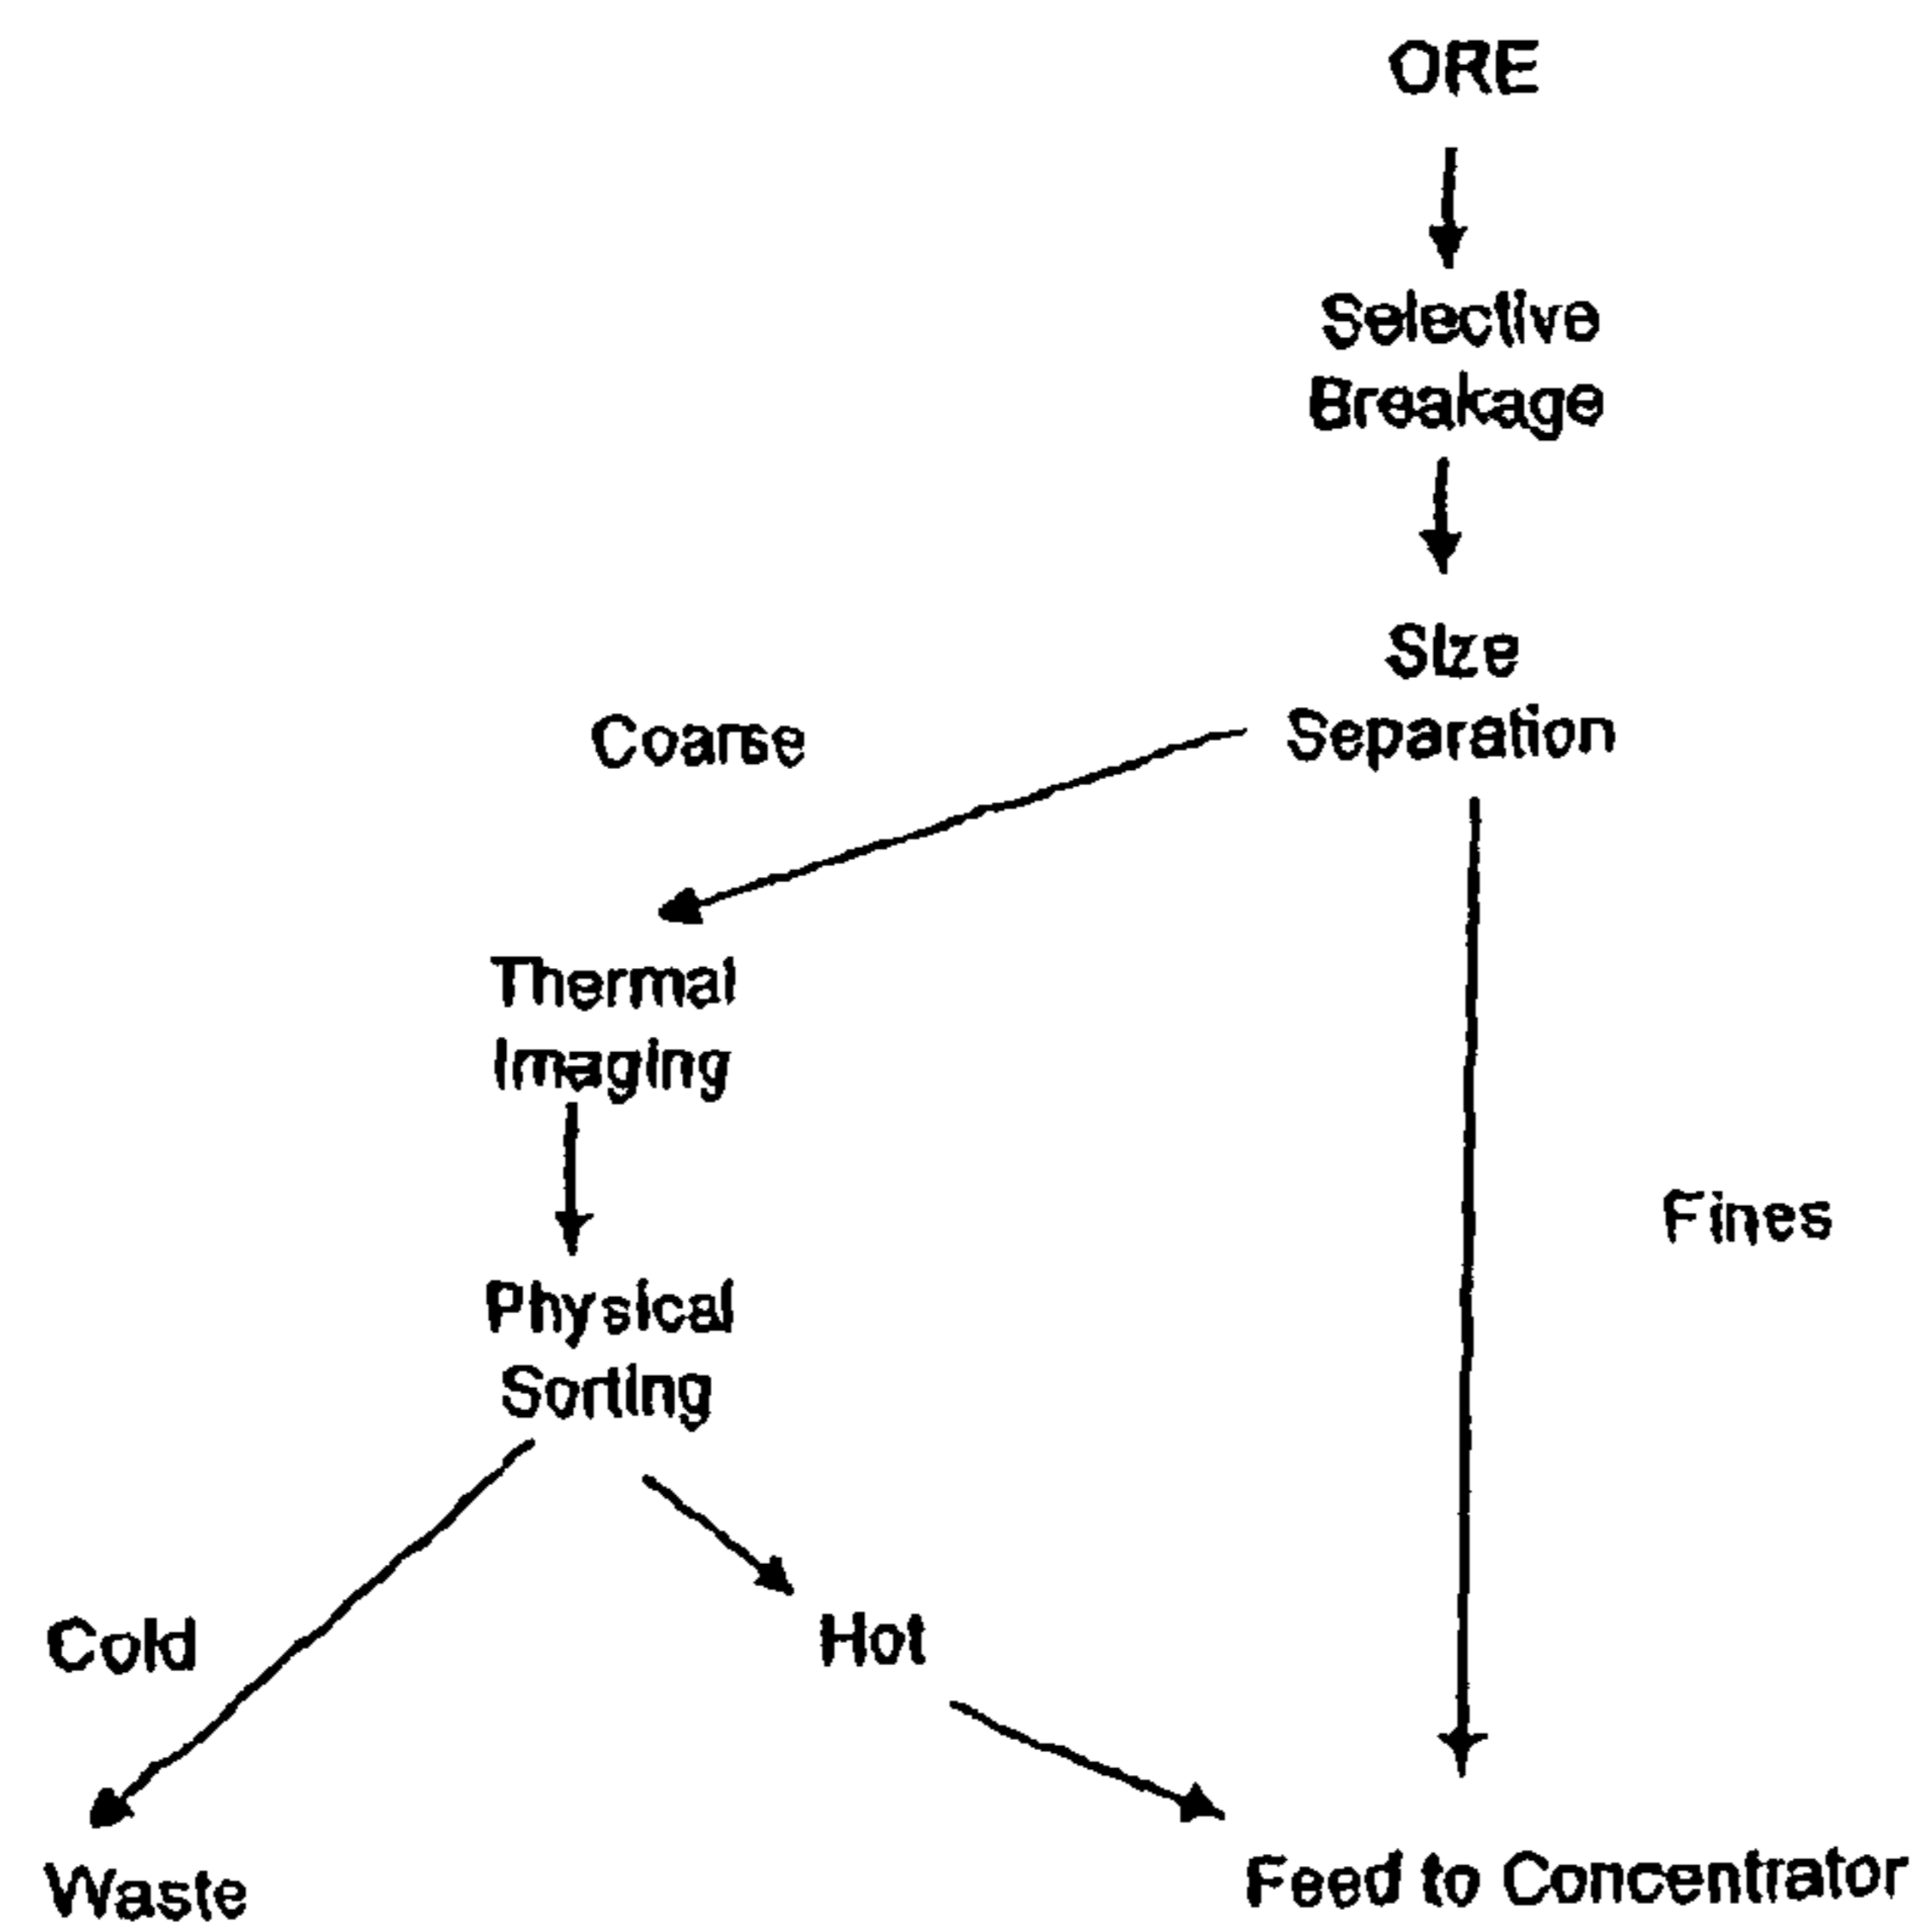 ORE
Selective
Breakage
Size
Separation
Coarse
Thermal
Imaging
Fines
Physical
Sorting
Cold
Hot
Waste
Feed to Concentrator